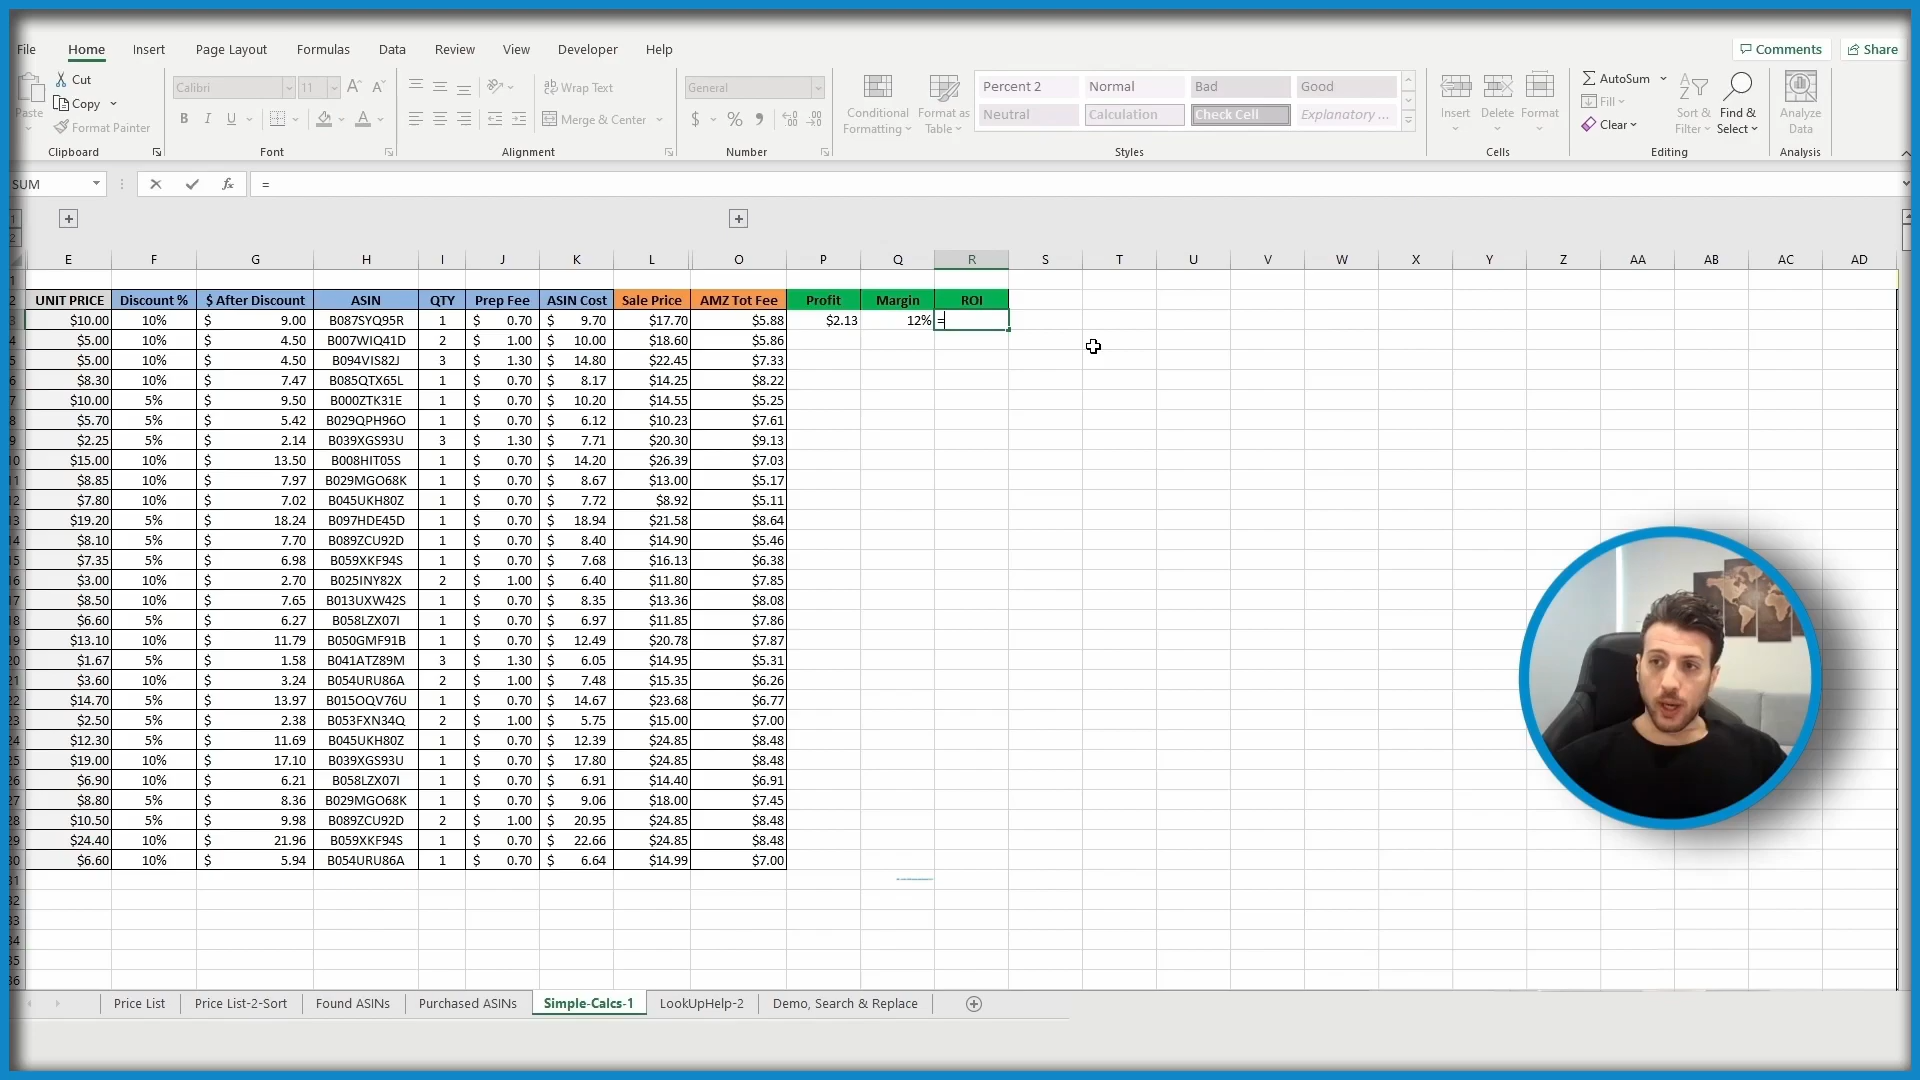 File Home Insert Page Layout Formulas Data Review View Developer Help Comments Share
Cut
Copy
Paste
Format Painter
Calibri 11
Wrap Text
Merge & Center
General
Conditional Formatting
Format as Table
Percent 2 Normal Bad Good
Neutral Calculation Check Cell Explanatory ...
Insert Delete Format
AutoSum
Fill
Clear
Sort & Filter
Find & Select
Analyze Data
Clipboard Font Alignment Number Styles Cells Editing Analysis
SUM fx =
1
2
E F G H I J K L O P Q R S T U V W X Y Z AA AB AC AD
UNIT PRICE Discount % $ After Discount ASIN QTY Prep Fee ASIN Cost Sale Price AMZ Tot Fee Profit Margin ROI
$10.00 10% $ 9.00 B087SYQ95R 1 $ 0.70 $ 9.70 $17.70 $5.88 $2.13 12% =
$5.00 10% $ 4.50 B007WIQ41D 2 $ 1.00 $ 10.00 $18.60 $5.86
$5.00 10% $ 4.50 B094VIS82J 3 $ 1.30 $ 14.80 $22.45 $7.33
$8.30 10% $ 7.47 B085QTX65L 1 $ 0.70 $ 8.17 $14.25 $8.22
$10.00 5% $ 9.50 B000ZTK31E 1 $ 0.70 $ 10.20 $14.55 $5.25
$5.70 5% $ 5.42 B029QPH96O 1 $ 0.70 $ 6.12 $10.23 $7.61
$2.25 5% $ 2.14 B039XGS93U 3 $ 1.30 $ 7.71 $20.30 $9.13
$15.00 10% $ 13.50 B008HIT05S 1 $ 0.70 $ 14.20 $26.39 $7.03
$8.85 10% $ 7.97 B029MGO68K 1 $ 0.70 $ 8.67 $13.00 $5.17
$7.80 10% $ 7.02 B045UKH80Z 1 $ 0.70 $ 7.72 $8.92 $5.11
$19.20 5% $ 18.24 B097HDE45D 1 $ 0.70 $ 18.94 $21.58 $8.64
$8.10 5% $ 7.70 B089ZCU92D 1 $ 0.70 $ 8.40 $14.90 $5.46
$7.35 5% $ 6.98 B059XKF94S 1 $ 0.70 $ 7.68 $16.13 $6.38
$3.00 10% $ 2.70 B025INY82X 2 $ 1.00 $ 6.40 $11.80 $7.85
$8.50 10% $ 7.65 B013UXW42S 1 $ 0.70 $ 8.35 $13.36 $8.08
$6.60 5% $ 6.27 B058LZX07I 1 $ 0.70 $ 6.97 $11.85 $7.86
$13.10 10% $ 11.79 B050GMF91B 1 $ 0.70 $ 12.49 $20.78 $7.87
$1.67 5% $ 1.58 B041ATZ89M 3 $ 1.30 $ 6.05 $14.95 $5.31
$3.60 10% $ 3.24 B054URU86A 2 $ 1.00 $ 7.48 $15.35 $6.26
$14.70 5% $ 13.97 B015OQV76U 1 $ 0.70 $ 14.67 $23.68 $6.77
$2.50 5% $ 2.38 B053FXN34Q 2 $ 1.00 $ 5.75 $15.00 $7.00
$12.30 5% $ 11.69 B045UKH80Z 1 $ 0.70 $ 12.39 $24.85 $8.48
$19.00 10% $ 17.10 B039XGS93U 1 $ 0.70 $ 17.80 $24.85 $8.48
$6.90 10% $ 6.21 B058LZX07I 1 $ 0.70 $ 6.91 $14.40 $6.91
$8.80 5% $ 8.36 B029MGO68K 1 $ 0.70 $ 9.06 $18.00 $7.45
$10.50 5% $ 9.98 B089ZCU92D 2 $ 1.00 $ 20.95 $24.85 $8.48
$24.40 10% $ 21.96 B059XKF94S 1 $ 0.70 $ 22.66 $24.85 $8.48
$6.60 10% $ 5.94 B054URU86A 1 $ 0.70 $ 6.64 $14.99 $7.00
Price List Price List-2-Sort Found ASINs Purchased ASINs Simple-Calcs-1 LookUpHelp-2 Demo, Search & Replace